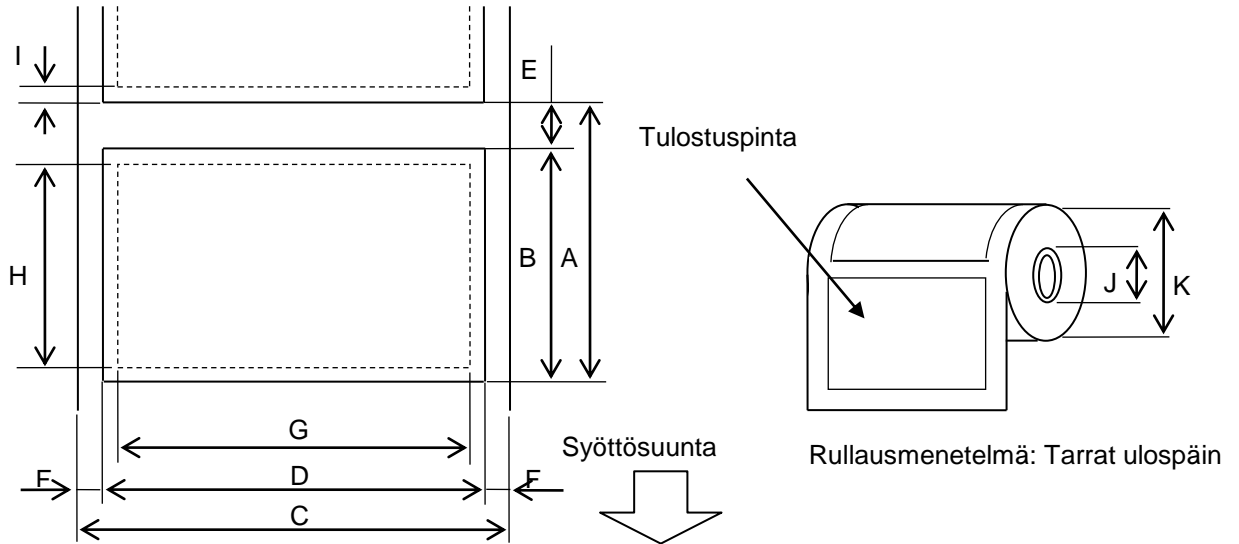 I
E
Tulostuspinta
H
B
A
J
K
G
Syöttösuunta
Rullausmenetelmä: Tarrat ulospäin
F
D
F
C